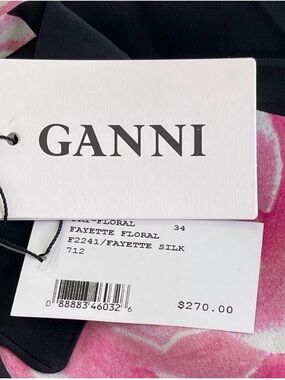 GANNI
FLORAL 34
FAYETTE FLORAL
F2241/FAYETTE SILK
712
0 88883 46032 6
$270.00